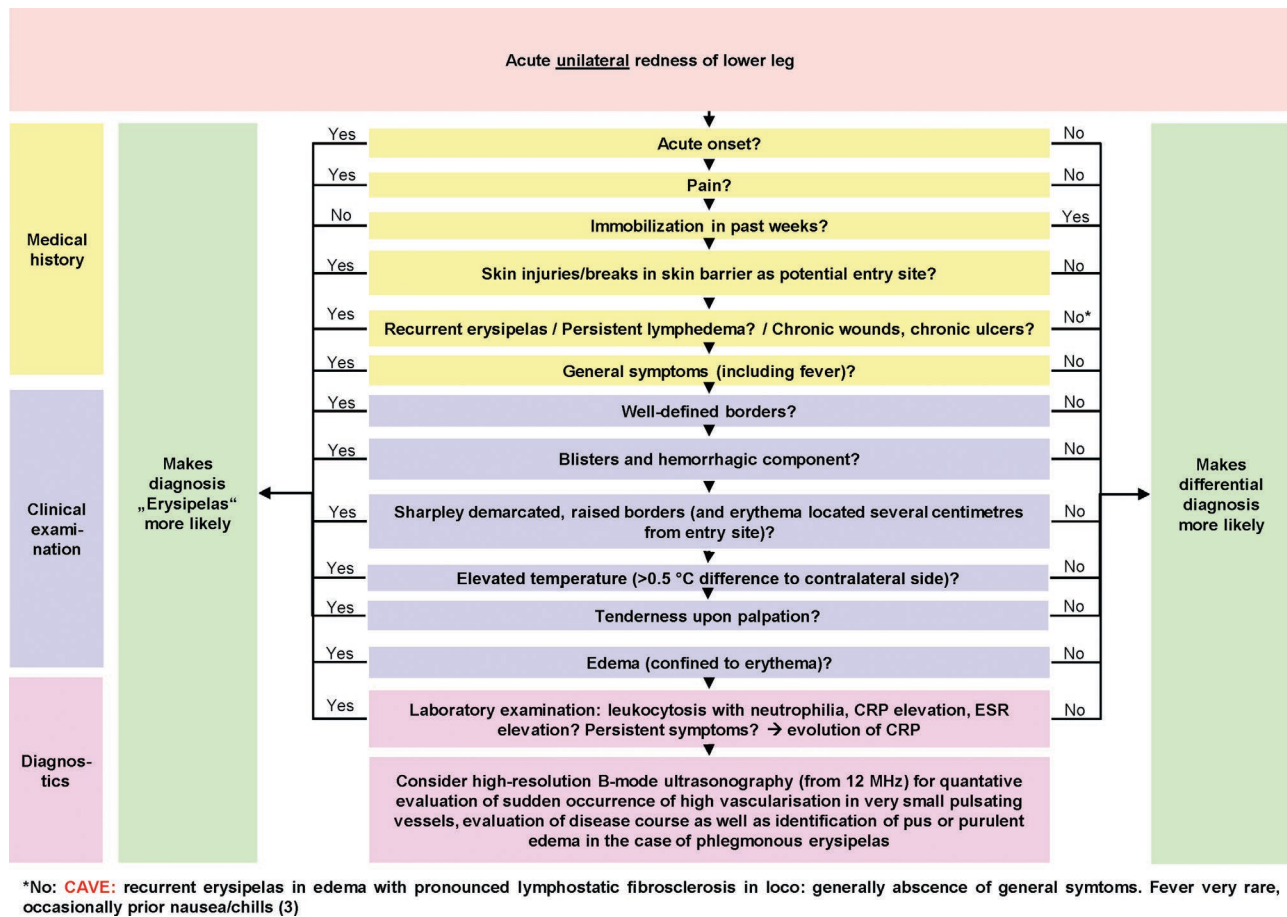 Acute unilateral redness of lower leg
Medical
history
Clinical
exami-
nation
Diagnos-
tics
Makes
diagnosis
„Erysipelas“
more likely
Yes
Acute onset?
No
Yes
Pain?
No
No
Immobilization in past weeks?
Yes
Yes
Skin injuries/breaks in skin barrier as potential entry site?
No
Yes
Recurrent erysipelas / Persistent lymphedema? / Chronic wounds, chronic ulcers?
No*
Yes
General symptoms (including fever)?
No
Yes
Well-defined borders?
No
Yes
Blisters and hemorrhagic component?
No
Yes
Sharpley demarcated, raised borders (and erythema located several centimetres
from entry site)?
No
Yes
Elevated temperature (>0.5 °C difference to contralateral side)?
No
Yes
Tenderness upon palpation?
No
Yes
Edema (confined to erythema)?
No
Yes
Laboratory examination: leukocytosis with neutrophilia, CRP elevation, ESR
elevation? Persistent symptoms? → evolution of CRP
No
Consider high-resolution B-mode ultrasonography (from 12 MHz) for quantative
evaluation of sudden occurrence of high vascularisation in very small pulsating
vessels, evaluation of disease course as well as identification of pus or purulent
edema in the case of phlegmonous erysipelas
Makes
differential
diagnosis
more likely
*No: CAVE: recurrent erysipelas in edema with pronounced lymphostatic fibrosclerosis in loco: generally abscence of general symtoms. Fever very rare,
occasionally prior nausea/chills (3)